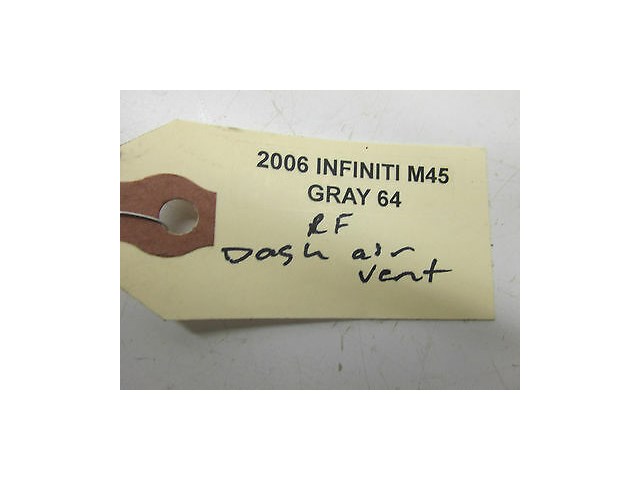 2006 INFINITI M45
GRAY 64
RF
Dash air
vent